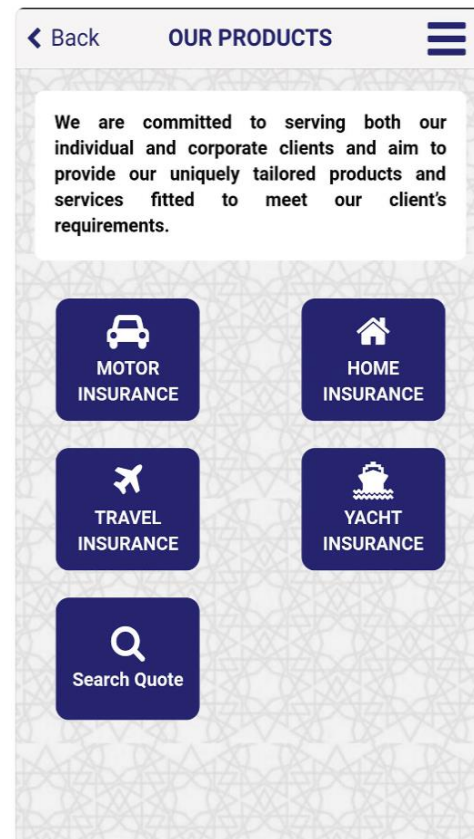 Back OUR PRODUCTS
We are committed to serving both our
individual and corporate clients and aim to
provide our uniquely tailored products and
services fitted to meet our client's
requirements.
MOTOR
INSURANCE
HOME
INSURANCE
TRAVEL
INSURANCE
YACHT
INSURANCE
Search Quote